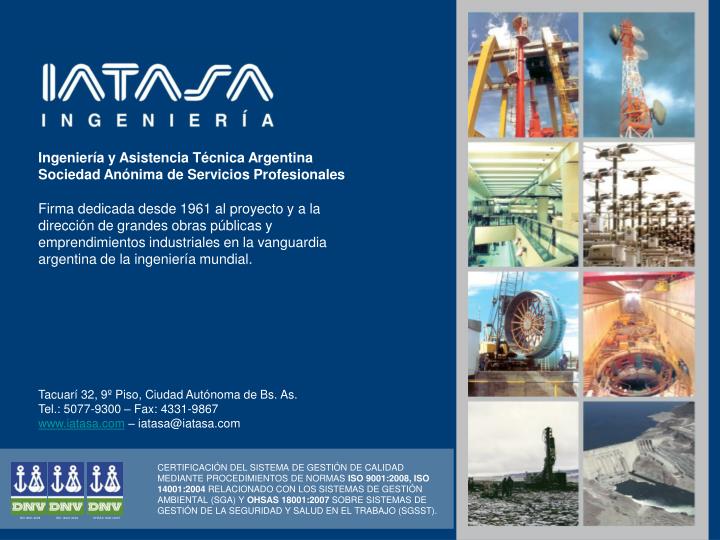 IATASA
INGENIERÍA
Ingeniería y Asistencia Técnica Argentina
Sociedad Anónima de Servicios Profesionales
Firma dedicada desde 1961 al proyecto y a la
dirección de grandes obras públicas y
emprendimientos industriales en la vanguardia
argentina de la ingeniería mundial.
Tacuarí 32, 9º Piso, Ciudad Autónoma de Bs. As.
Tel.: 5077-9300 – Fax: 4331-9867
www.iatasa.com – iatasa@iatasa.com
CERTIFICACIÓN DEL SISTEMA DE GESTIÓN DE CALIDAD
MEDIANTE PROCEDIMIENTOS DE NORMAS ISO 9001:2008, ISO
14001:2004 RELACIONADO CON LOS SISTEMAS DE GESTIÓN
AMBIENTAL (SGA) Y OHSAS 18001:2007 SOBRE SISTEMAS DE
GESTIÓN DE LA SEGURIDAD Y SALUD EN EL TRABAJO (SGSST).
DNV DNV DNV